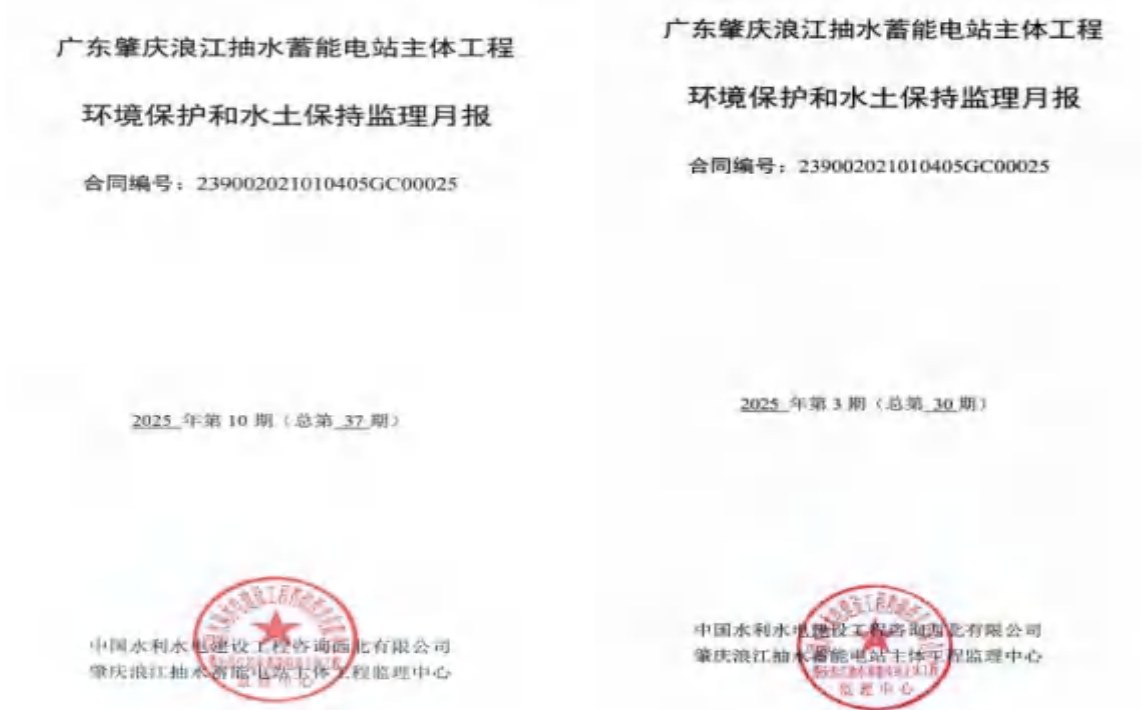 广东肇庆浪江抽水蓄能电站主体工程
环境保护和水土保持监理月报
合同编号：239002021010405GC00025
2025 年第 10 期（总第 37 期）
中国水利水电建设工程咨询西北有限公司
肇庆浪江抽水蓄能电站主体工程监理中心
监理中心
广东肇庆浪江抽水蓄能电站主体工程
环境保护和水土保持监理月报
合同编号：239002021010405GC00025
2025 年第 3 期（总第 30 期）
中国水利水电建设工程咨询西北有限公司
肇庆浪江抽水蓄能电站主体工程监理中心
监理中心